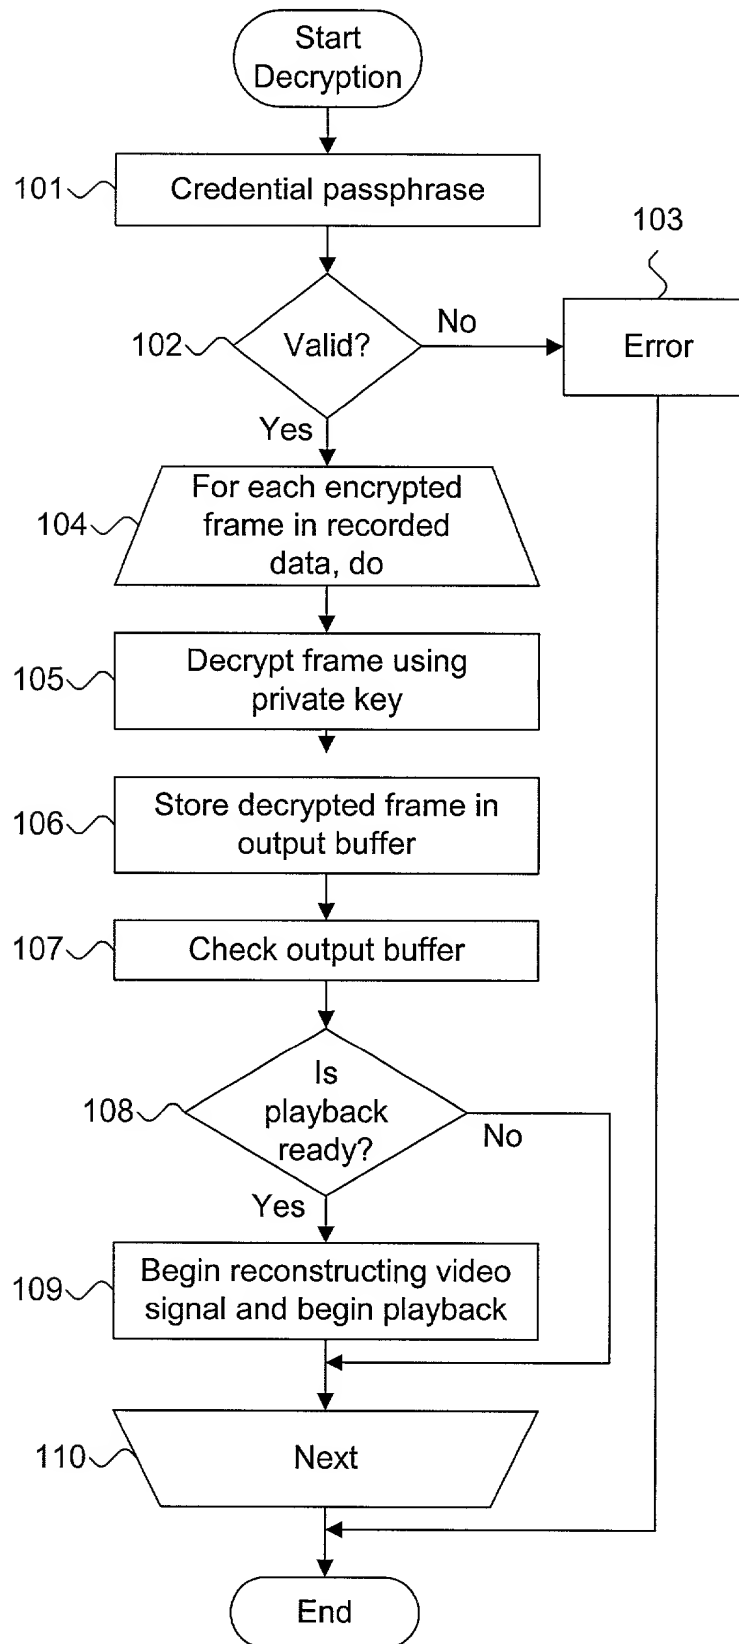 Start
Decryption
101
Credential passphrase
103
102
Valid?
No
Error
Yes
104
For each encrypted
frame in recorded
data, do
105
Decrypt frame using
private key
106
Store decrypted frame in
output buffer
107
Check output buffer
108
Is
playback
ready?
No
Yes
109
Begin reconstructing video
signal and begin playback
110
Next
End